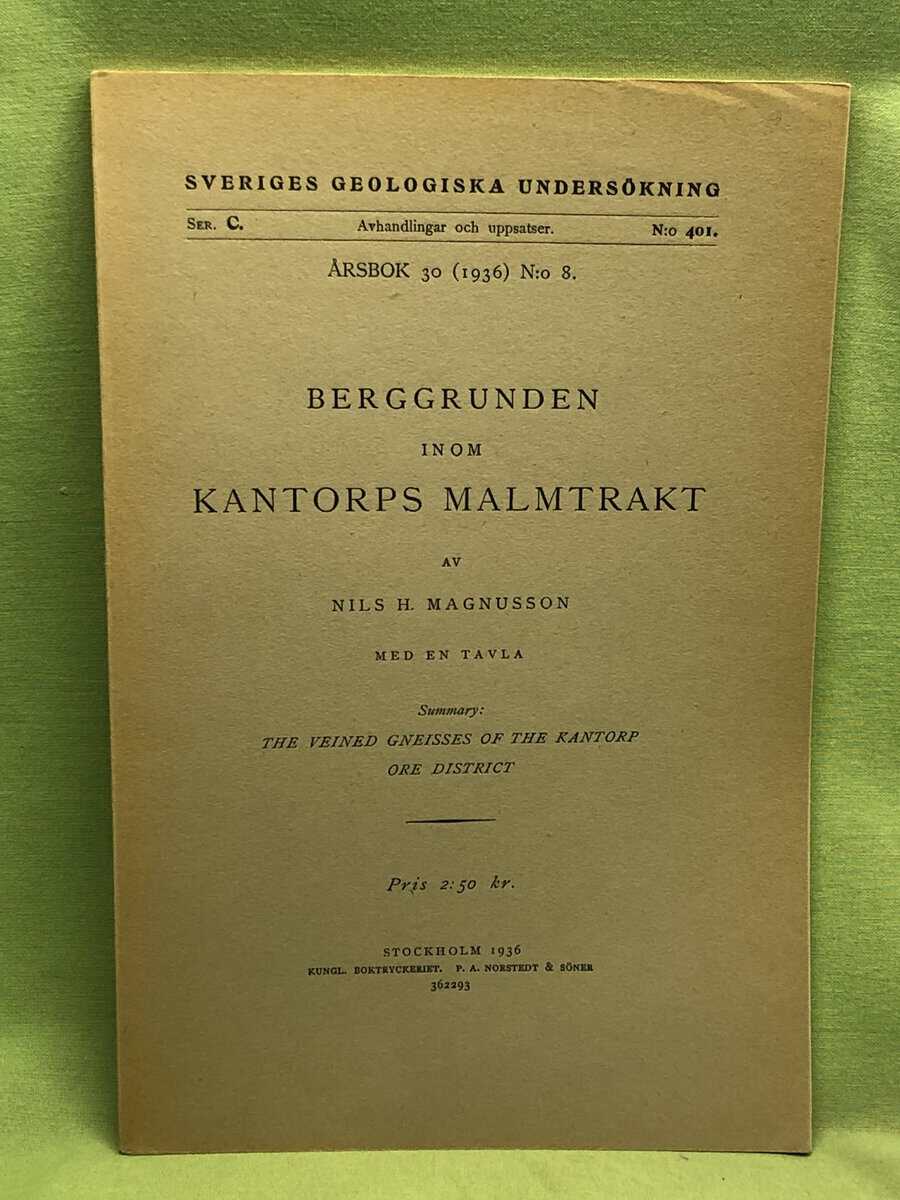 SVERIGES GEOLOGISKA UNDERSÖKNING
SER. C. Avhandlingar och uppsatser. N:o 401.
ÅRSBOK 30 (1936) N:o 8.
BERGGRUNDEN
INOM
KANTORPS MALMTRAKT
AV
NILS H. MAGNUSSON
MED EN TAVLA
Summary:
THE VEINED GNEISSES OF THE KANTORP
ORE DISTRICT
Pris 2:50 kr.
STOCKHOLM 1936
KUNGL. BOKTRYCKERIET. P. A. NORSTEDT & SÖNER
362293